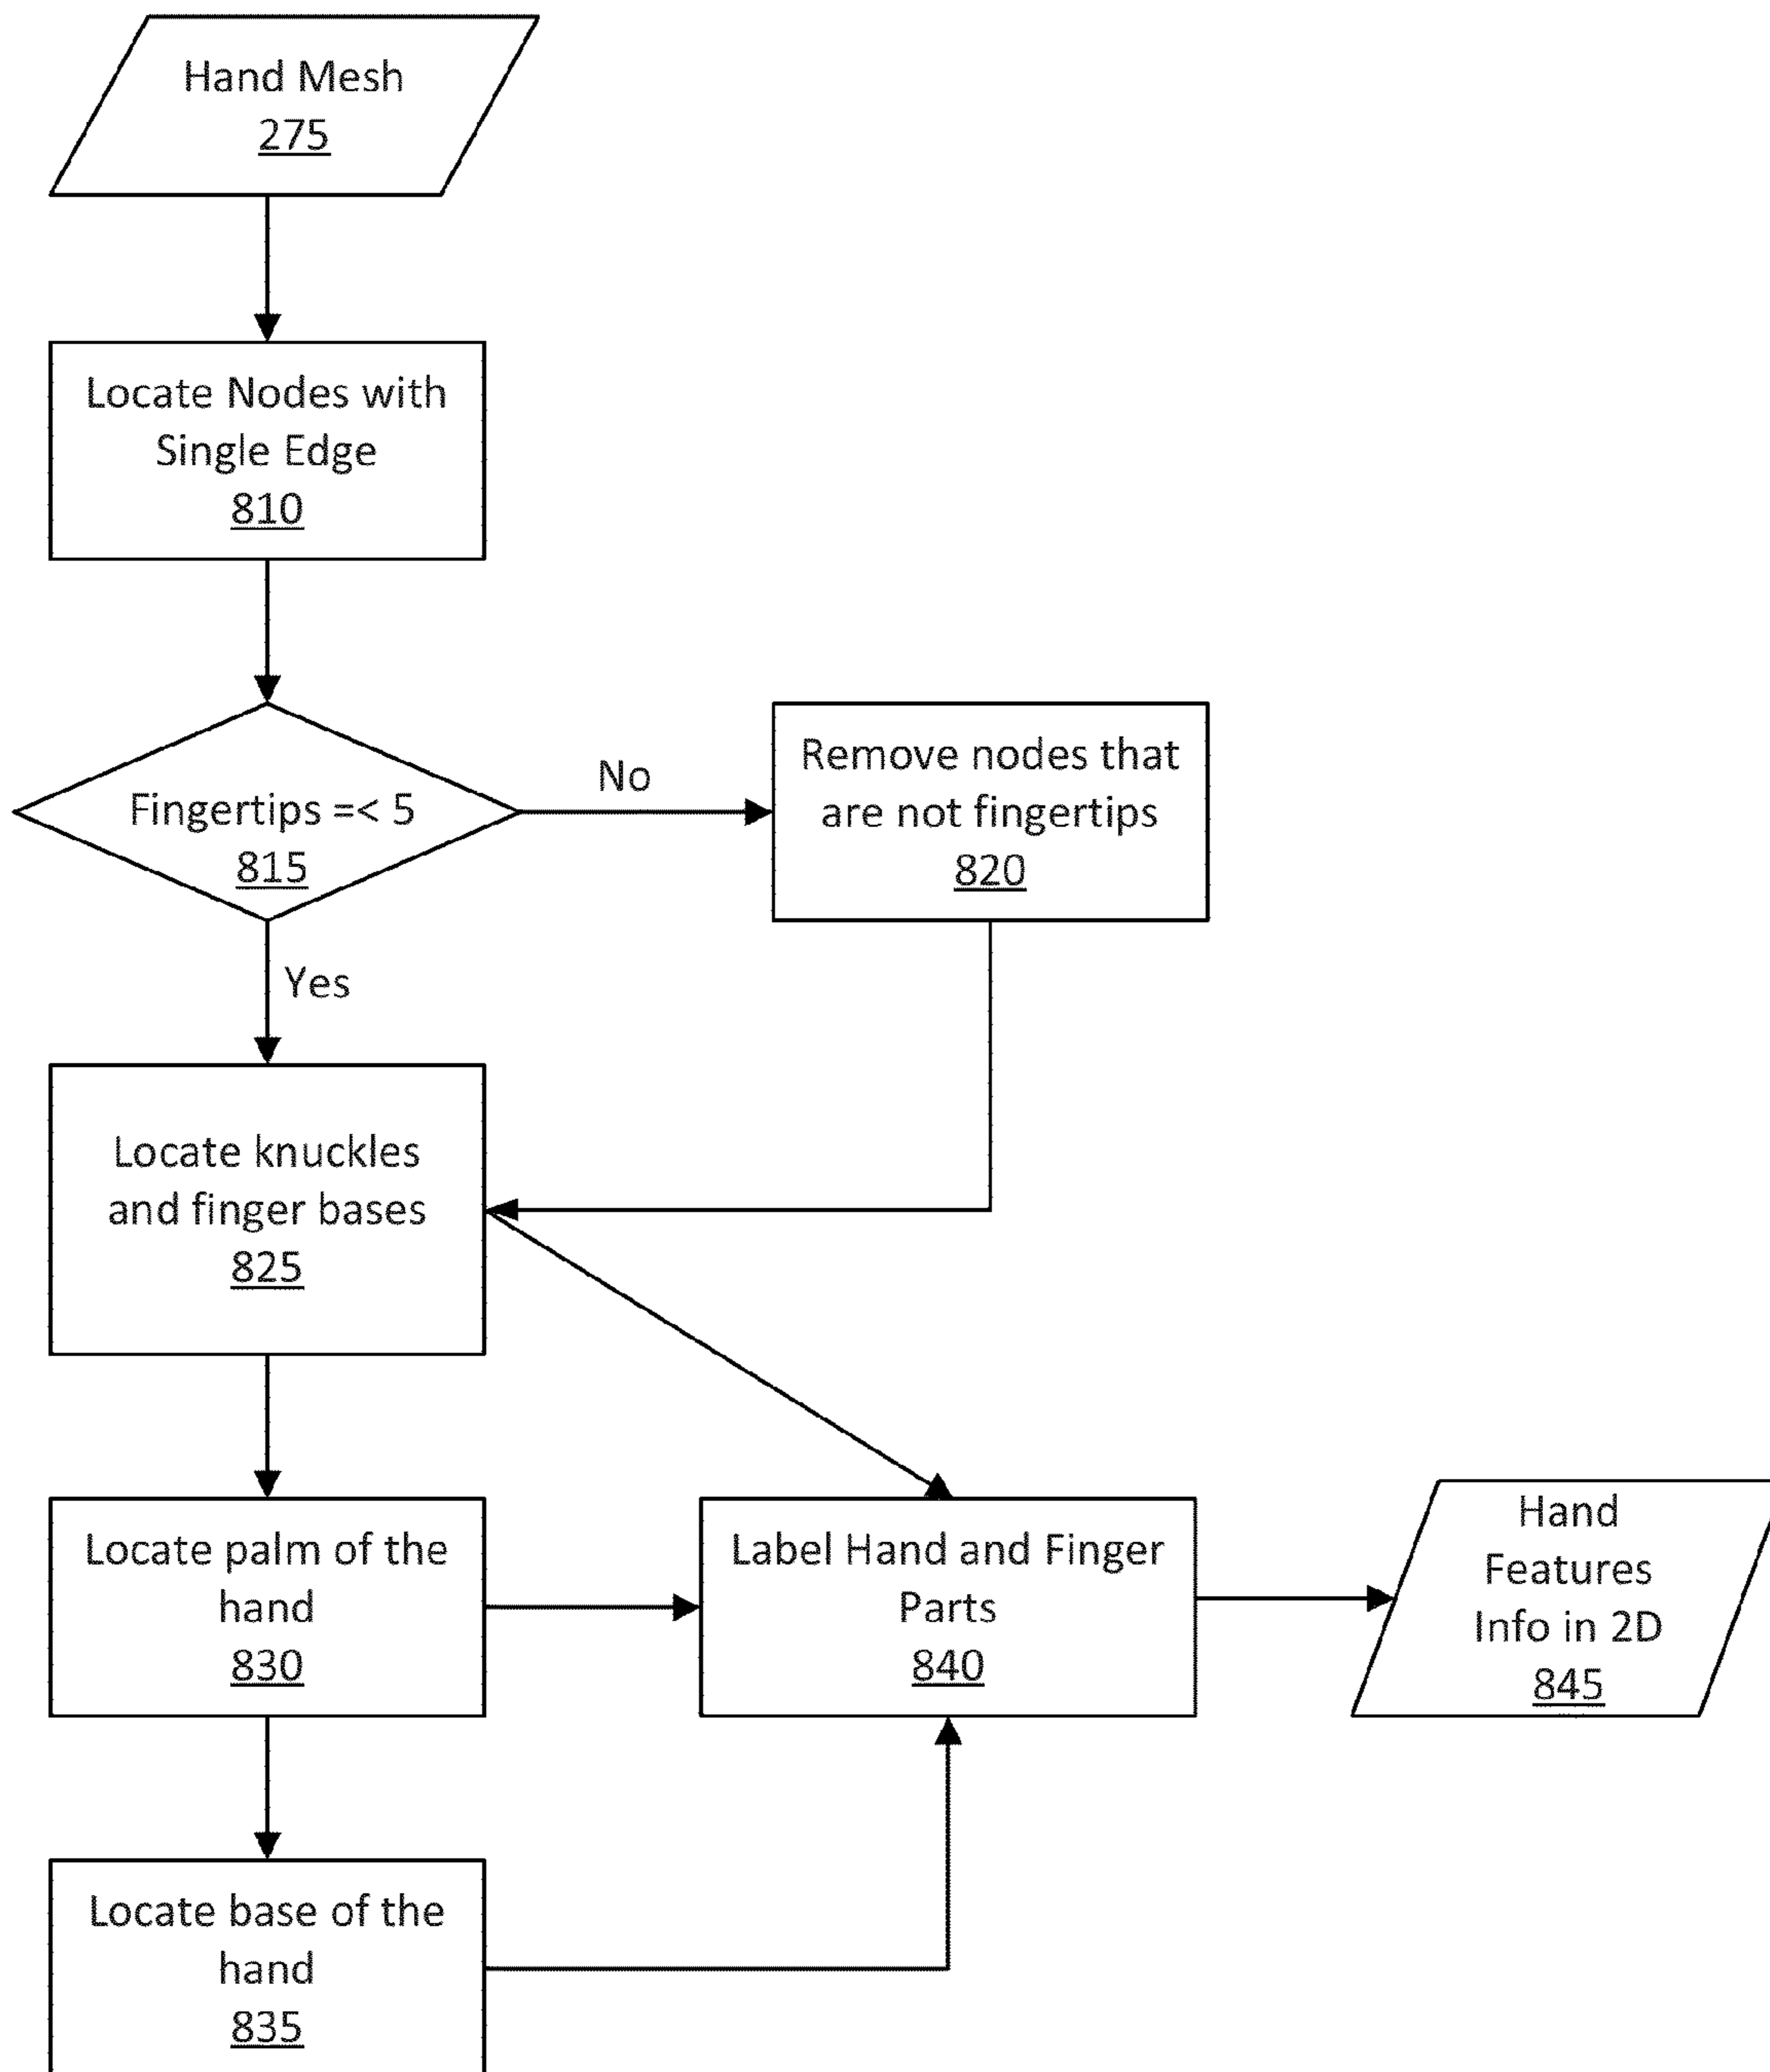 Hand Mesh
275
Locate Nodes with
Single Edge
810
Fingertips =< 5
815
No
Remove nodes that
are not fingertips
820
Yes
Locate knuckles
and finger bases
825
Locate palm of the
hand
830
Label Hand and Finger
Parts
840
Hand
Features
Info in 2D
845
Locate base of the
hand
835